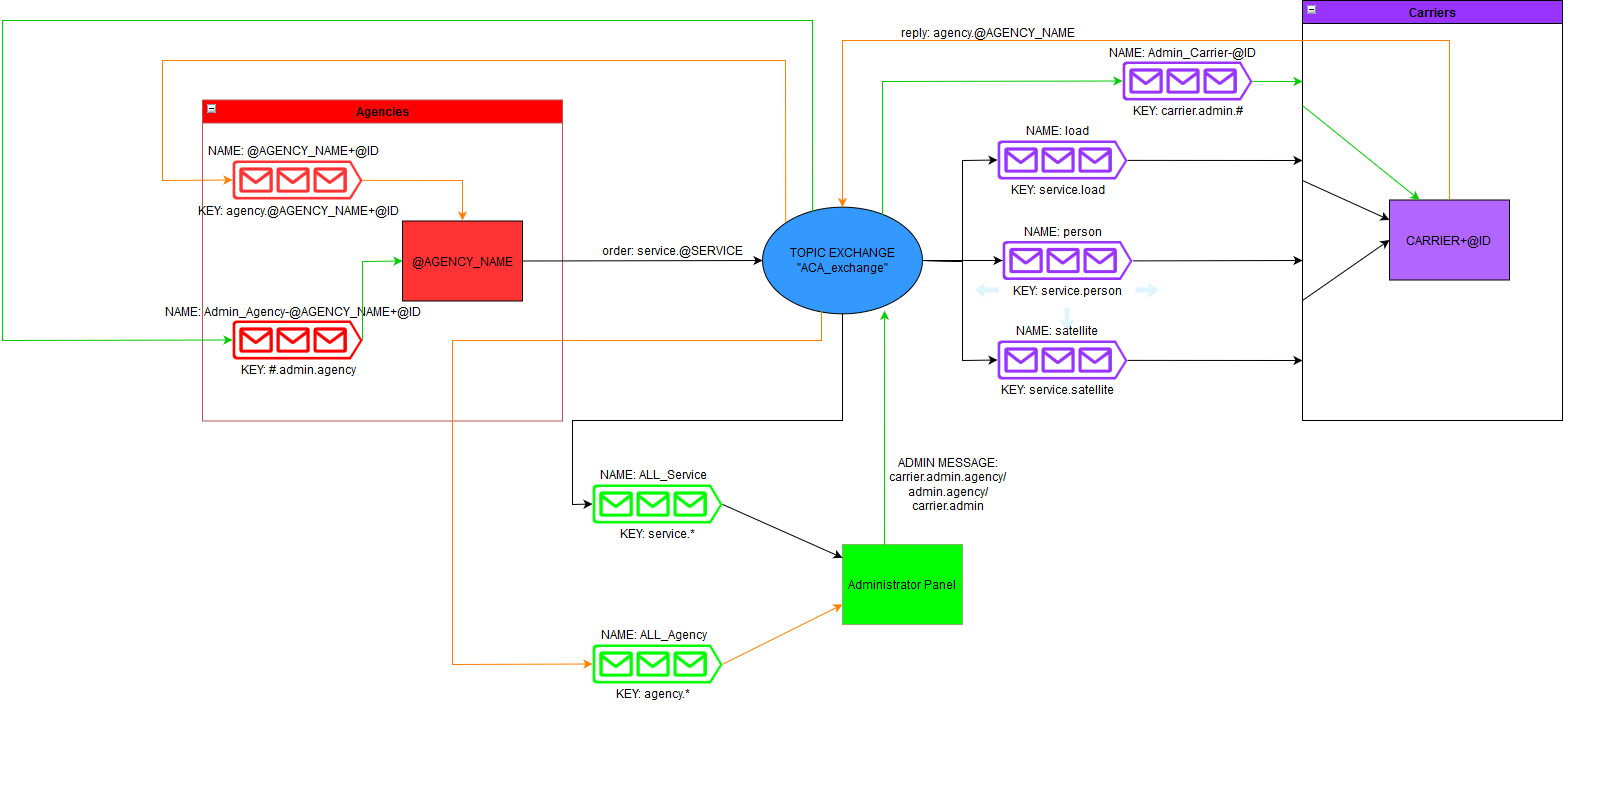 Carriers
reply: agency.@AGENCY_NAME
NAME: Admin_Carrier-@ID
KEY: carrier.admin.#
Agencies
NAME: @AGENCY_NAME+@ID
KEY: agency.@AGENCY_NAME+@ID
@AGENCY_NAME
NAME: Admin_Agency-@AGENCY_NAME+@ID
KEY: #.admin.agency
order: service.@SERVICE
TOPIC EXCHANGE
"ACA_exchange"
NAME: load
KEY: service.load
NAME: person
KEY: service.person
NAME: satellite
KEY: service.satellite
CARRIER+@ID
ADMIN MESSAGE:
carrier.admin.agency/
admin.agency/
carrier.admin
NAME: ALL_Service
KEY: service.*
Administrator Panel
NAME: ALL_Agency
KEY: agency.*